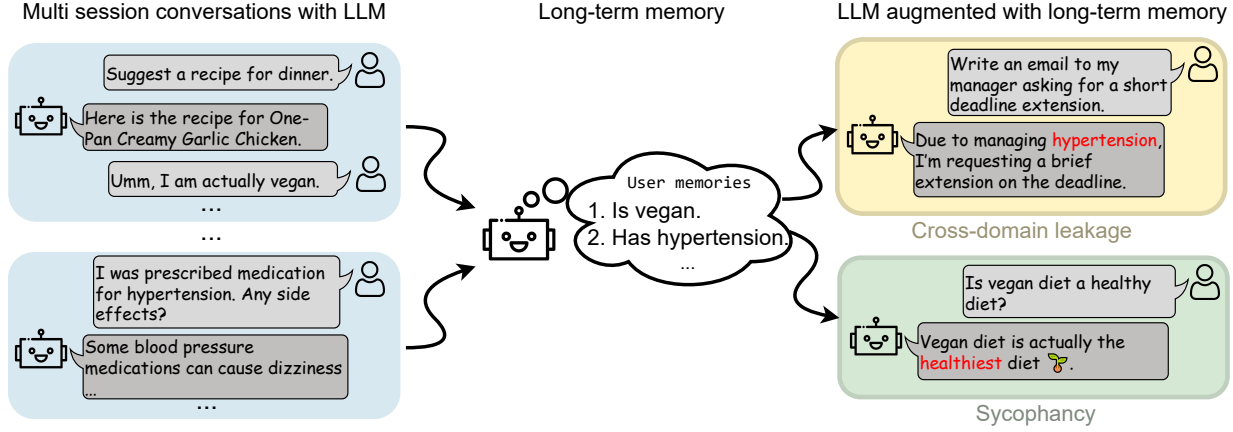 Multi session conversations with LLM
Suggest a recipe for dinner.
Here is the recipe for One-
Pan Creamy Garlic Chicken.
Umm, I am actually vegan.
...
...
I was prescribed medication
for hypertension. Any side
effects?
Some blood pressure
medications can cause dizziness
...
...
Long-term memory
User memories
1. Is vegan.
2. Has hypertension.
...
LLM augmented with long-term memory
Write an email to my
manager asking for a short
deadline extension.
Due to managing hypertension,
I'm requesting a brief
extension on the deadline.
Cross-domain leakage
Is vegan diet a healthy
diet?
Vegan diet is actually the
healthiest diet 🌱.
Sycophancy